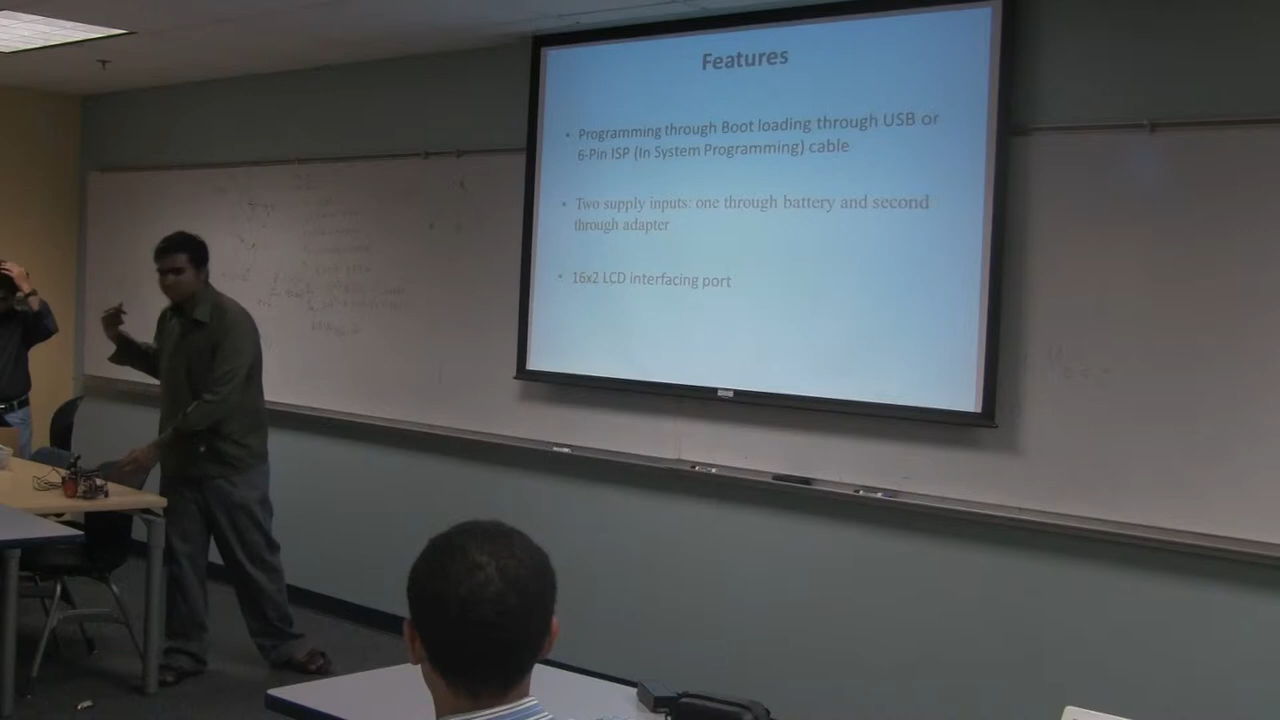 Features
• Programming through Boot loading through USB or
6-Pin ISP (In System Programming) cable
• Two supply inputs: one through battery and second
through adapter
• 16x2 LCD interfacing port